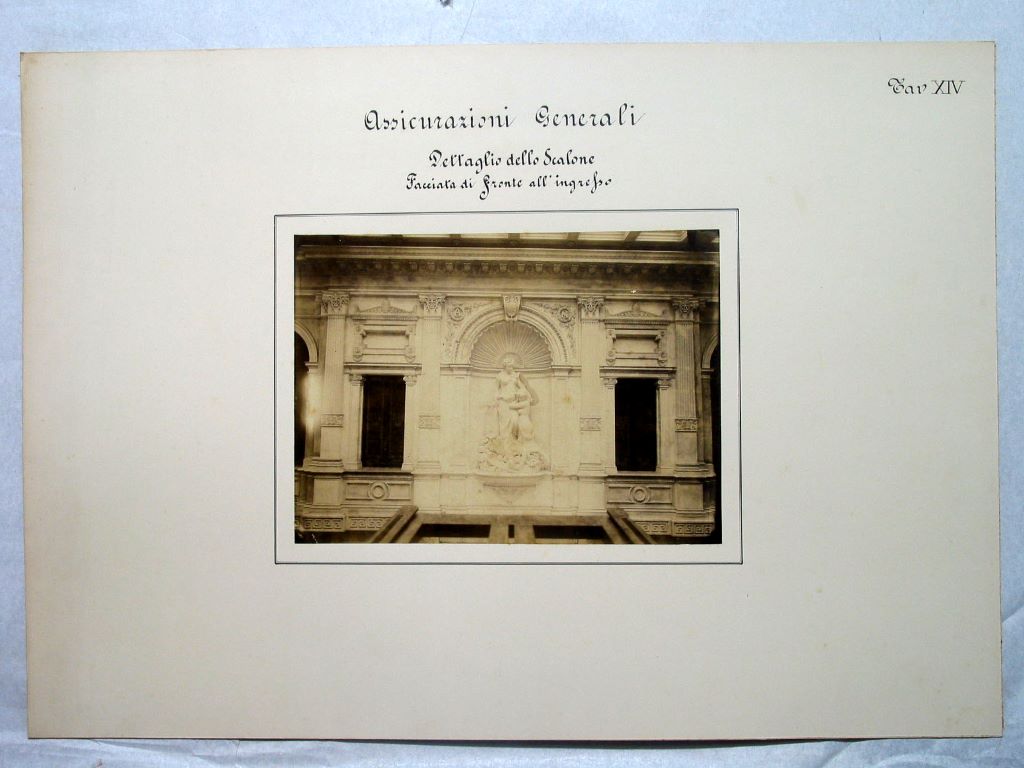 Tav XIV
Assicurazioni Generali
Dettaglio dello Scalone
Facciata di fronte all'ingresso